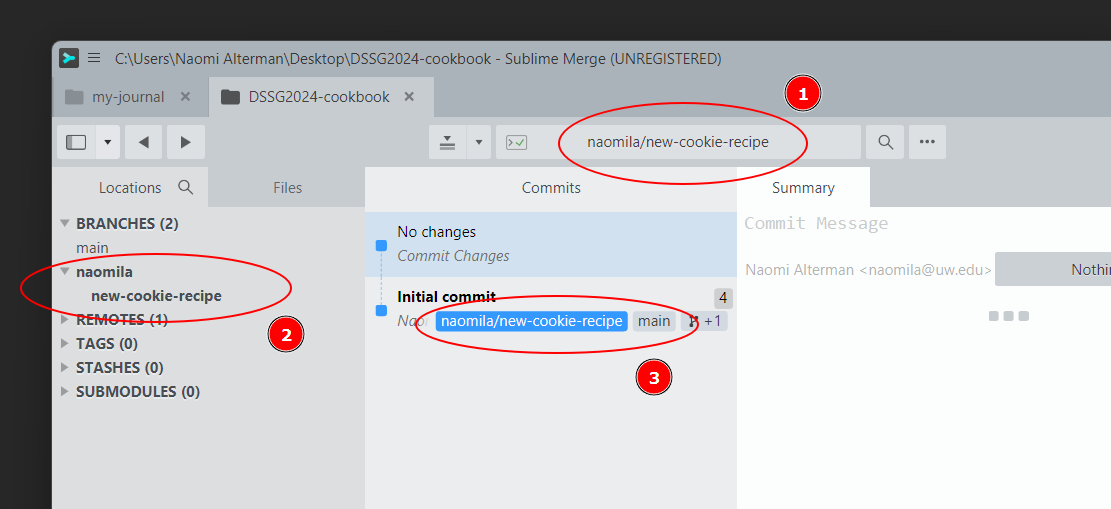 C:\Users\Naomi Alterman\Desktop\DSSG2024-cookbook - Sublime Merge (UNREGISTERED)
my-journal
DSSG2024-cookbook
1
naomila/new-cookie-recipe
Locations
Files
Commits
Summary
BRANCHES (2)
main
naomila
new-cookie-recipe
REMOTES (1)
TAGS (0)
STASHES (0)
SUBMODULES (0)
2
No changes
Commit Changes
Initial commit
4
naomila/new-cookie-recipe main +1
3
Commit Message
Naomi Alterman <naomila@uw.edu>